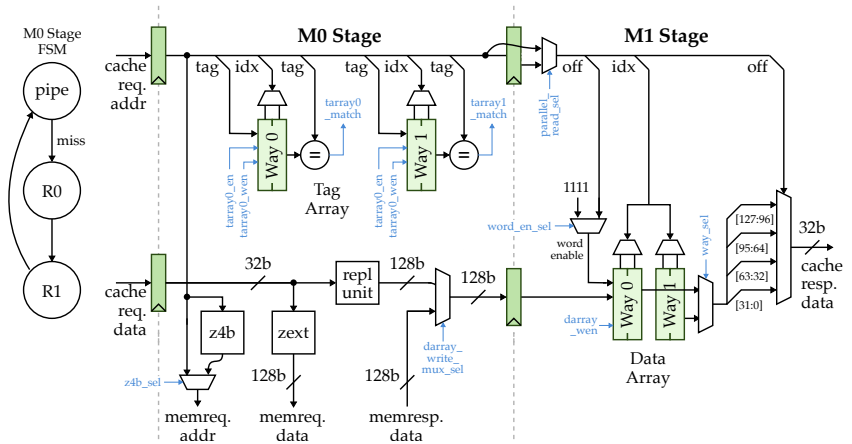 M0 Stage
FSM
pipe
miss
R0
R1
M0 Stage
M1 Stage
cache
req.
addr
tag
idx
tag
tag
idx
tag
off
idx
off
Way 0
=
tarray0
_match
tarray0_en
tarray0_wen
Tag
Array
Way 1
=
tarray1
_match
tarray0_en
tarray0_wen
parallel_
read_sel
1111
word_en_sel
word
enable
way_sel
[127:96]
[95:64]
[63:32]
[31:0]
32b
cache
resp.
data
cache
req.
data
32b
repl
unit
128b
128b
z4b
zext
z4b_sel
128b
128b
darray_
write_
mux_sel
darray
_wen
Way 0
Way 1
Data
Array
memreq.
addr
memreq.
data
memresp.
data